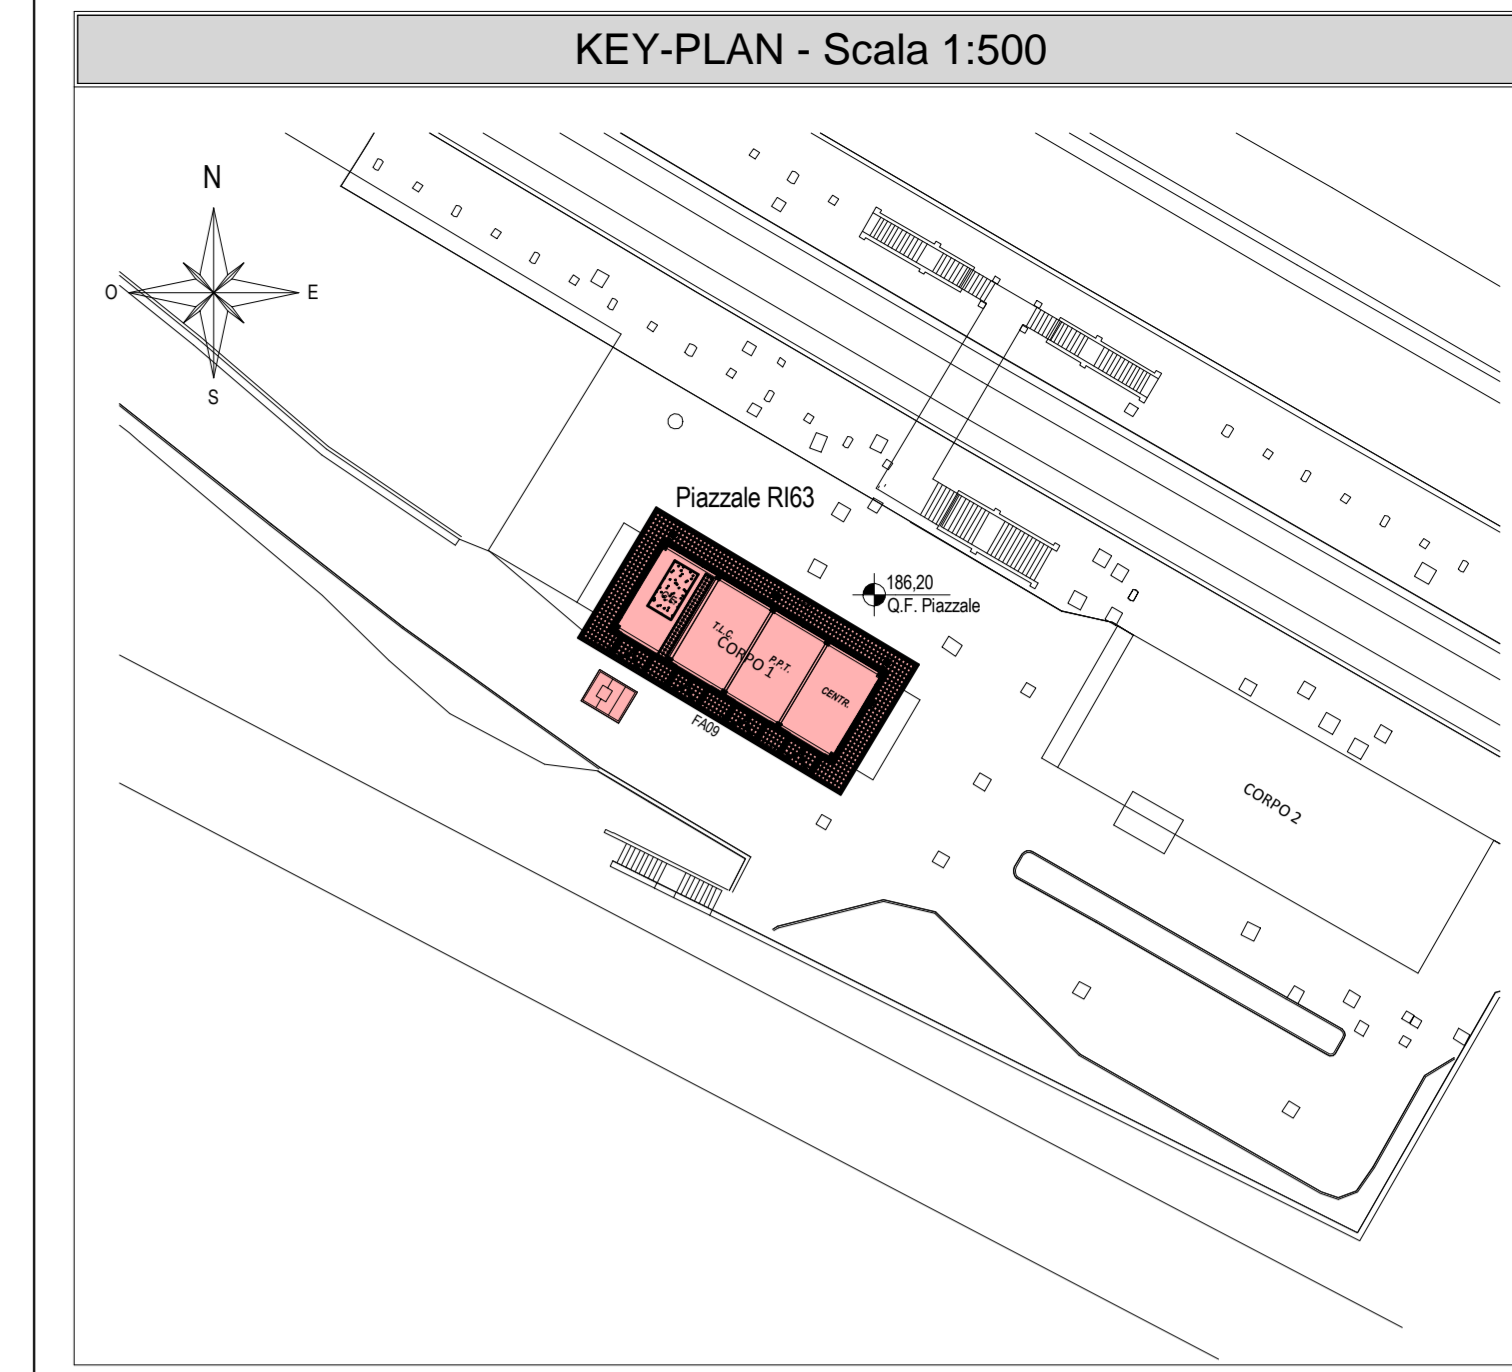 KEY-PLAN - Scala 1:500
N
O
E
S
Piazzale RI63
186,20
Q.F. Piazzale
T.L.C.
CORPO 1
P.P.T.
CENTR.
FA09
CORPO 2